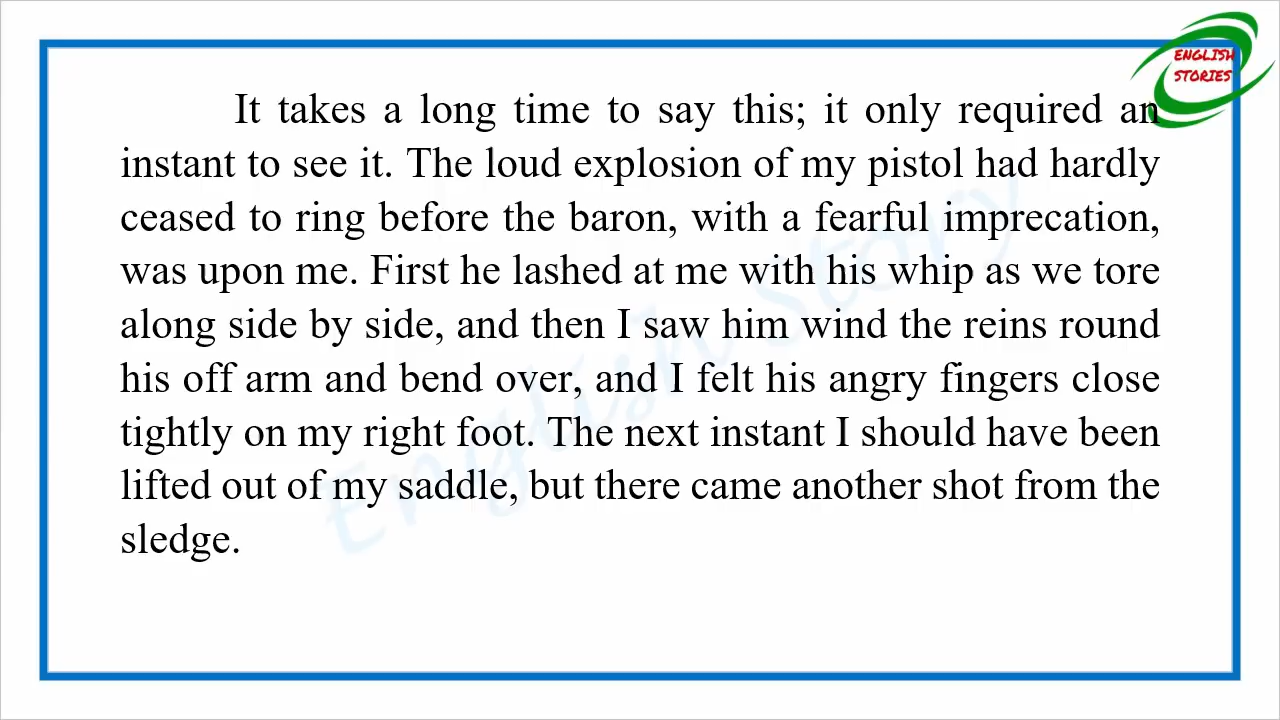 ENGLISH
STORIES
It takes a long time to say this; it only required an
instant to see it. The loud explosion of my pistol had hardly
ceased to ring before the baron, with a fearful imprecation,
was upon me. First he lashed at me with his whip as we tore
along side by side, and then I saw him wind the reins round
his off arm and bend over, and I felt his angry fingers close
tightly on my right foot. The next instant I should have been
lifted out of my saddle, but there came another shot from the
sledge.
English Story